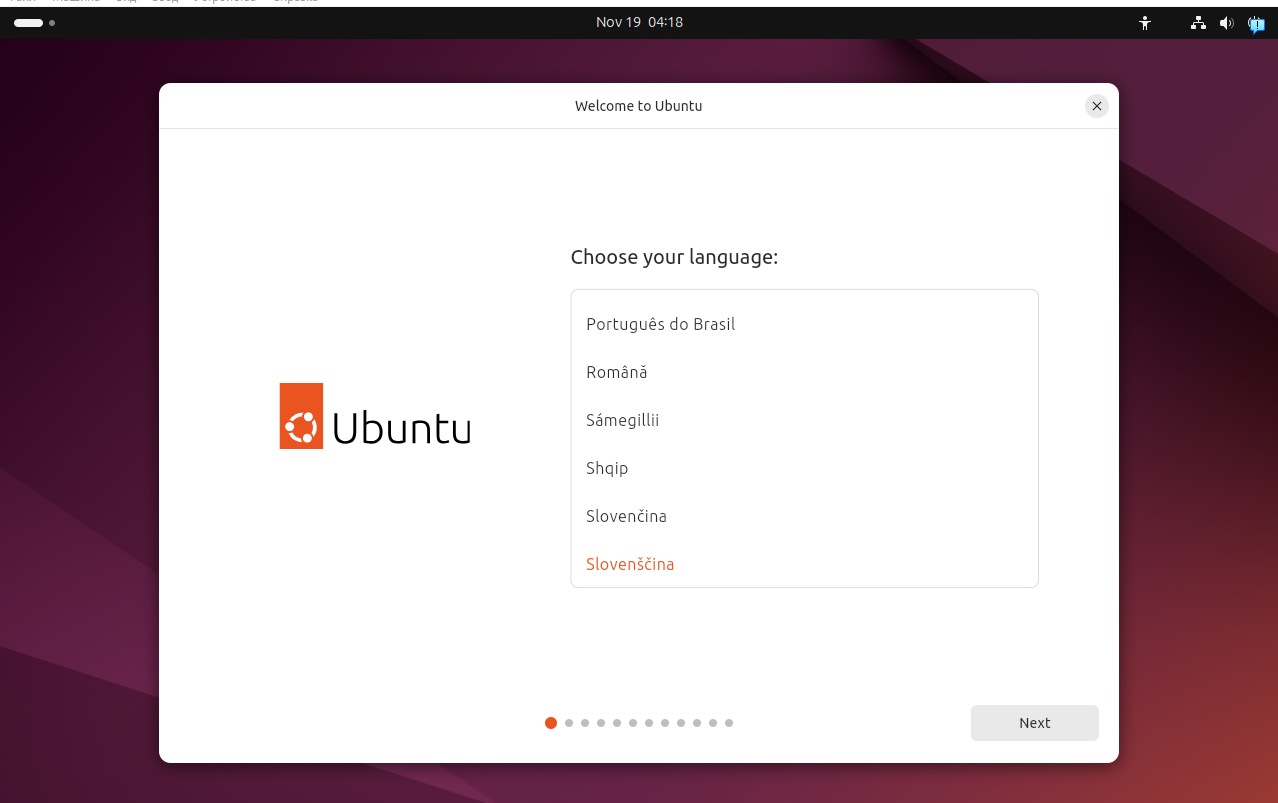 Nov 19 04:18
Welcome to Ubuntu
Choose your language:
Português do Brasil
Română
Sámegillii
Shqip
Slovenčina
Slovenščina
Ubuntu
Next